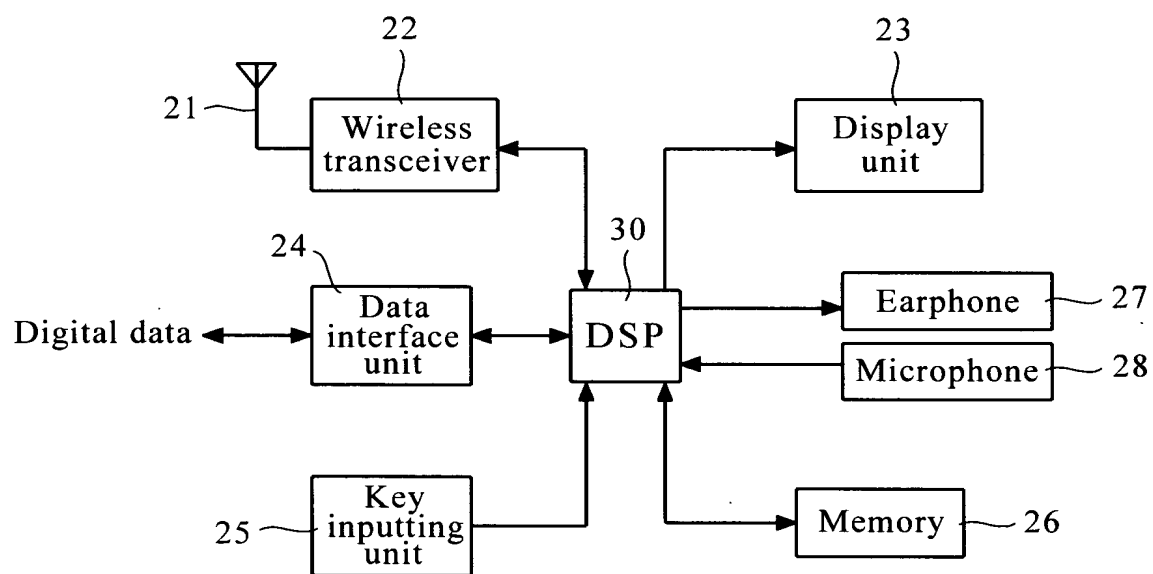 22
23
21
Wireless
transceiver
Display
unit
24
30
Data
interface
unit
Digital data
DSP
Earphone
27
Microphone
28
Key
inputting
unit
25
Memory
26